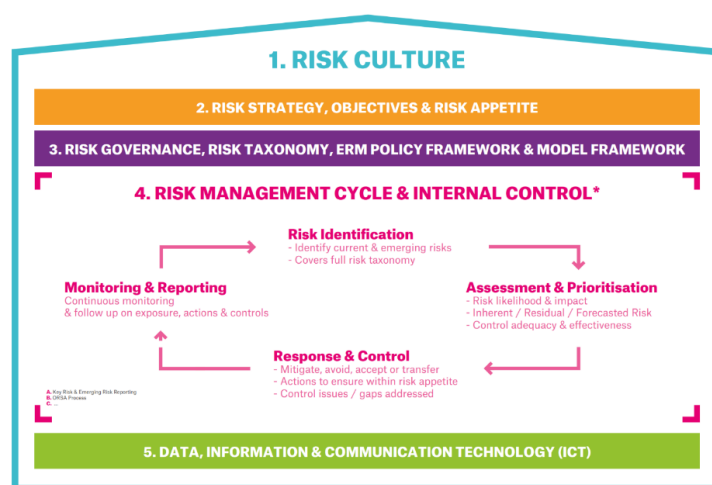 1. RISK CULTURE
2. RISK STRATEGY, OBJECTIVES & RISK APPETITE
3. RISK GOVERNANCE, RISK TAXONOMY, ERM POLICY FRAMEWORK & MODEL FRAMEWORK
4. RISK MANAGEMENT CYCLE & INTERNAL CONTROL*
Risk Identification
- Identify current & emerging risks
- Covers full risk taxonomy
Monitoring & Reporting
Continuous monitoring
& follow up on exposure, actions & controls
Assessment & Prioritisation
- Risk likelihood & impact
- Inherent / Residual / Forecasted Risk
- Control adequacy & effectiveness
Response & Control
- Mitigate, avoid, accept or transfer
- Actions to ensure within risk appetite
- Control issues / gaps addressed
A. Key Risk & Emerging Risk Reporting
B. ORSA Process
C. ...
5. DATA, INFORMATION & COMMUNICATION TECHNOLOGY (ICT)